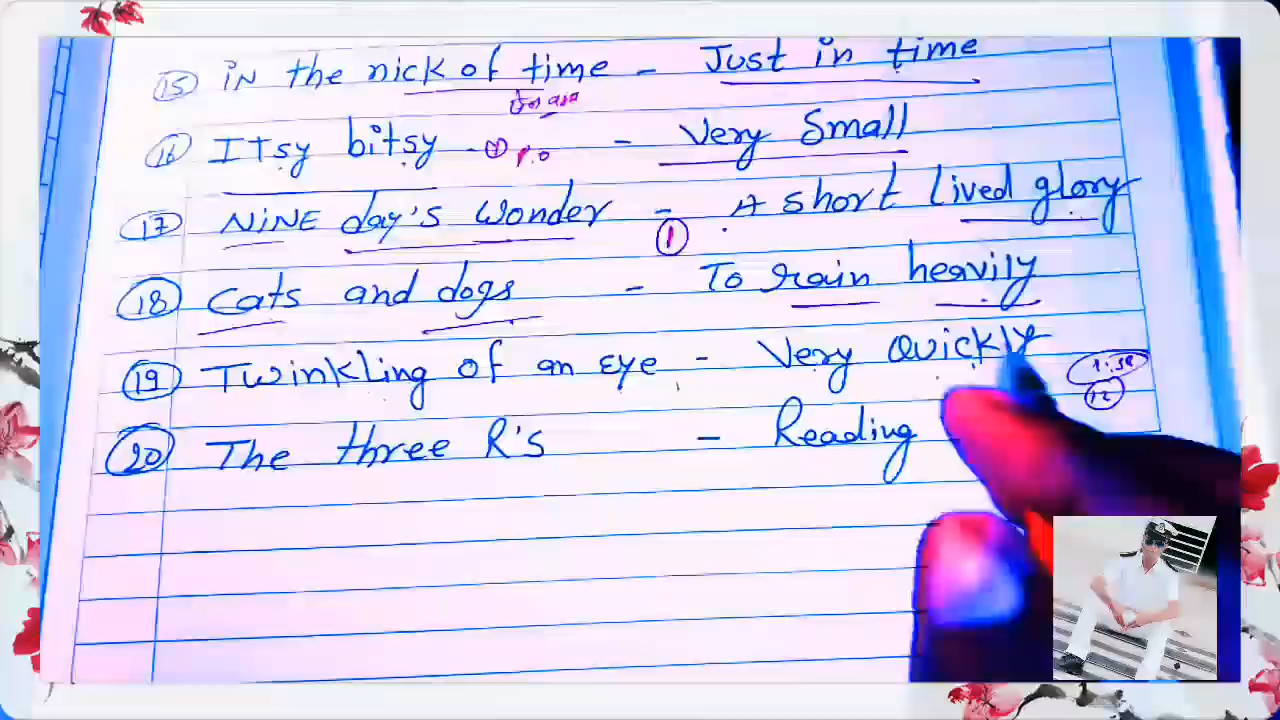 15 in the nick of time - Just in time
16 Itsy bitsy - Very Small
17 NiNE day's wonder - A short lived glory
1
18 Cats and dogs - To rain heavily
19 Twinkling of an eye - Very Quickly
12
20 The three R's - Reading